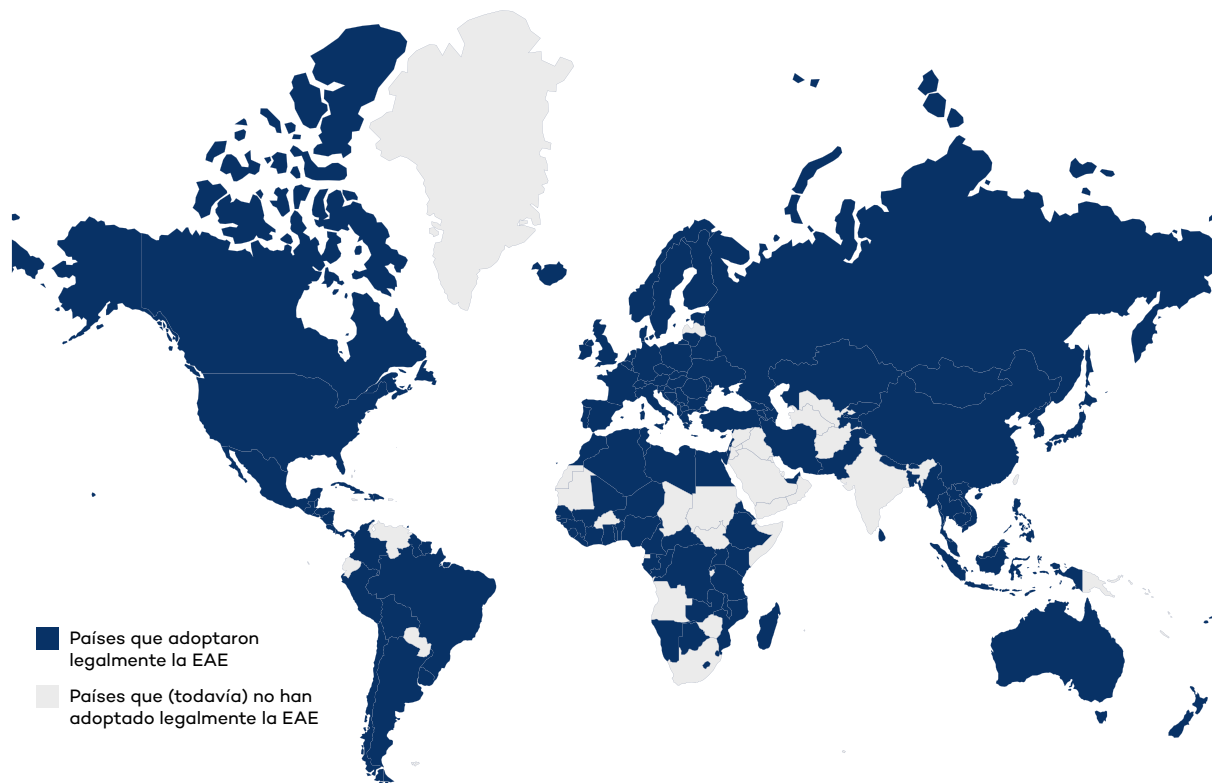 Países que adoptaron
legalmente la EAE
Países que (todavía) no han
adoptado legalmente la EAE